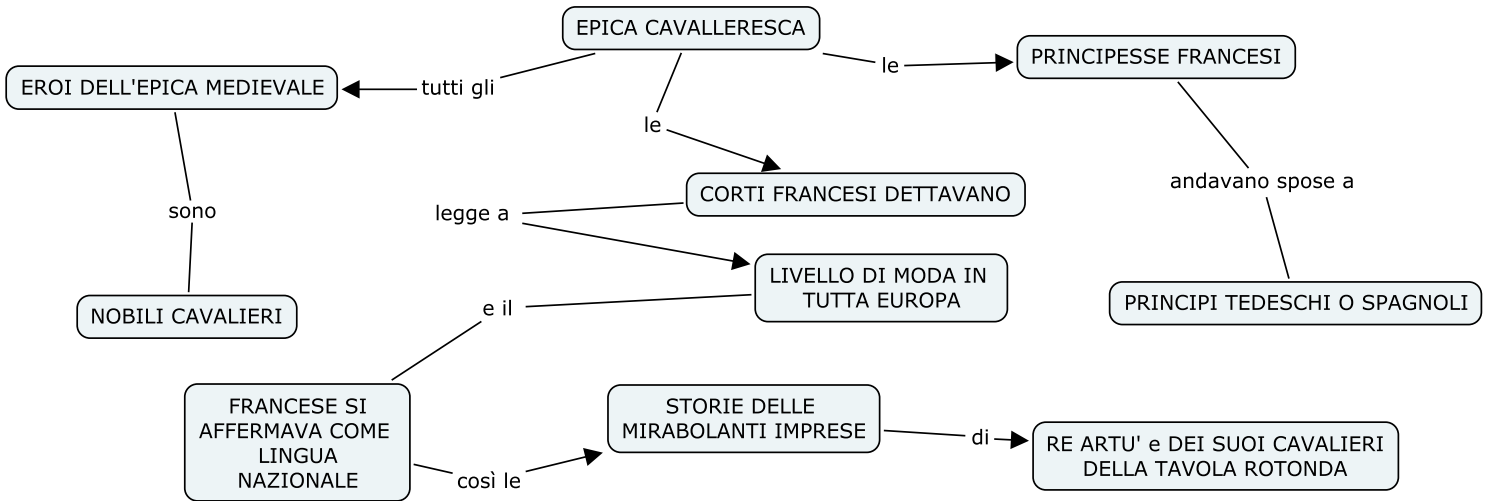 EPICA CAVALLERESCA
tutti gli
EROI DELL'EPICA MEDIEVALE
sono
NOBILI CAVALIERI
le
CORTI FRANCESI DETTAVANO
legge a
LIVELLO DI MODA IN
TUTTA EUROPA
e il
FRANCESE SI
AFFERMAVA COME
LINGUA
NAZIONALE
così le
STORIE DELLE
MIRABOLANTI IMPRESE
di
RE ARTU' e DEI SUOI CAVALIERI
DELLA TAVOLA ROTONDA
le
PRINCIPESSE FRANCESI
andavano spose a
PRINCIPI TEDESCHI O SPAGNOLI